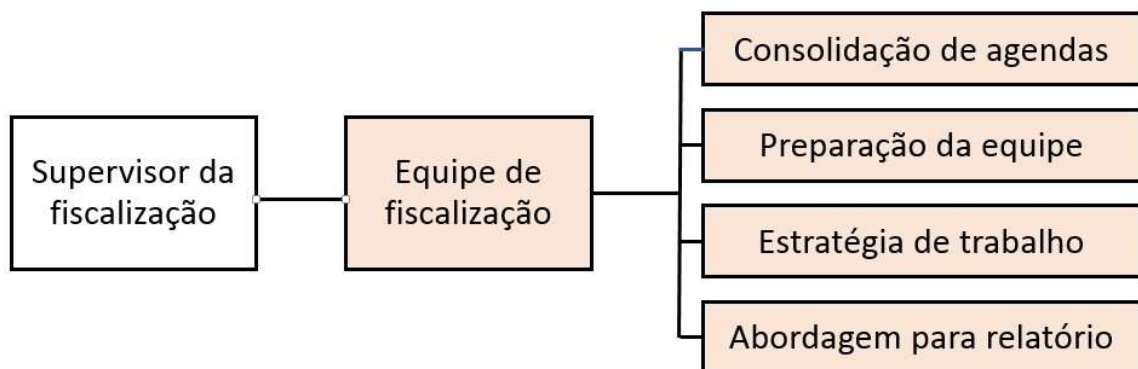 Supervisor da
fiscalização
Equipe de
fiscalização
Consolidação de agendas
Preparação da equipe
Estratégia de trabalho
Abordagem para relatório